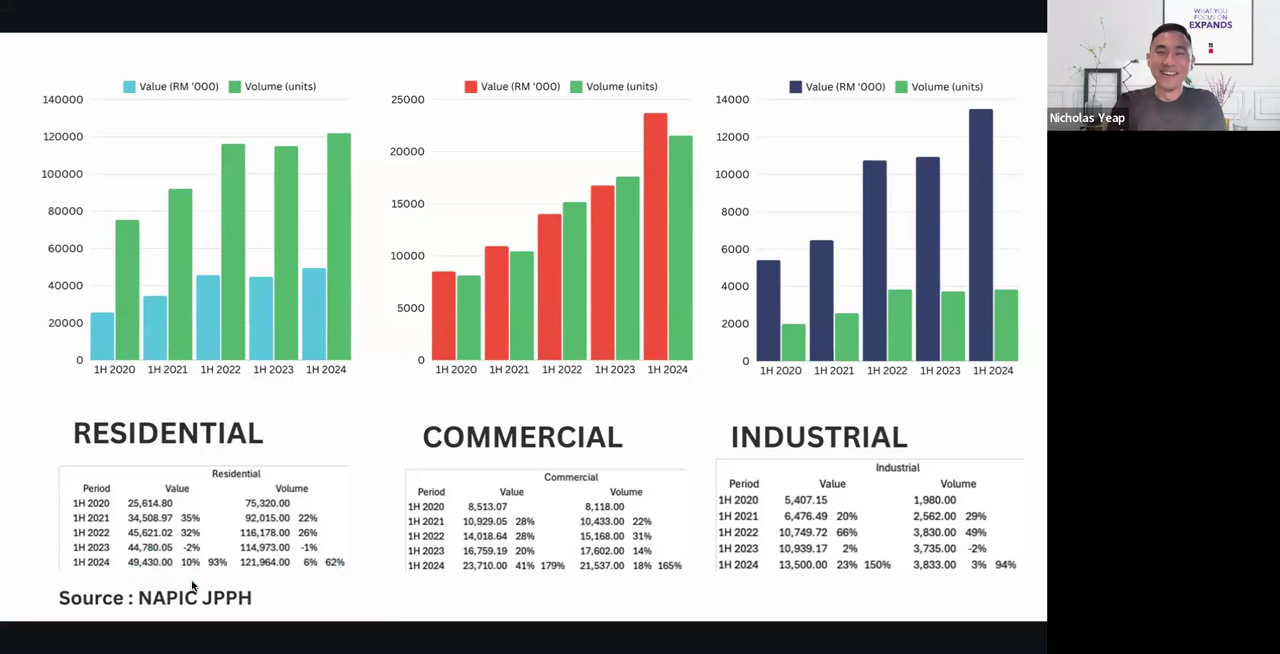 Value (RM '000) Volume (units)
140000
120000
100000
80000
60000
40000
20000
0
1H 2020 1H 2021 1H 2022 1H 2023 1H 2024
RESIDENTIAL
Residential
Period Value Volume
1H 2020 25,614.80 75,320.00
1H 2021 34,508.97 35% 92,015.00 22%
1H 2022 45,621.02 32% 116,178.00 26%
1H 2023 44,780.05 -2% 114,973.00 -1%
1H 2024 49,430.00 10% 93% 121,964.00 6% 62%
Source : NAPIC JPPH
Value (RM '000) Volume (units)
25000
20000
15000
10000
5000
0
1H 2020 1H 2021 1H 2022 1H 2023 1H 2024
COMMERCIAL
Commercial
Period Value Volume
1H 2020 8,513.07 8,118.00
1H 2021 10,929.05 28% 10,433.00 22%
1H 2022 14,018.64 28% 15,168.00 31%
1H 2023 16,759.19 20% 17,602.00 14%
1H 2024 23,710.00 41% 179% 21,537.00 18% 165%
Value (RM '000) Volume (units)
14000
12000
10000
8000
6000
4000
2000
0
1H 2020 1H 2021 1H 2022 1H 2023 1H 2024
INDUSTRIAL
Industrial
Period Value Volume
1H 2020 5,407.15 1,980.00
1H 2021 6,476.49 20% 2,562.00 29%
1H 2022 10,749.72 66% 3,830.00 49%
1H 2023 10,939.17 2% 3,735.00 -2%
1H 2024 13,500.00 23% 150% 3,833.00 3% 94%
WHAT YOU
FOCUS ON
EXPANDS
Nicholas Yeap